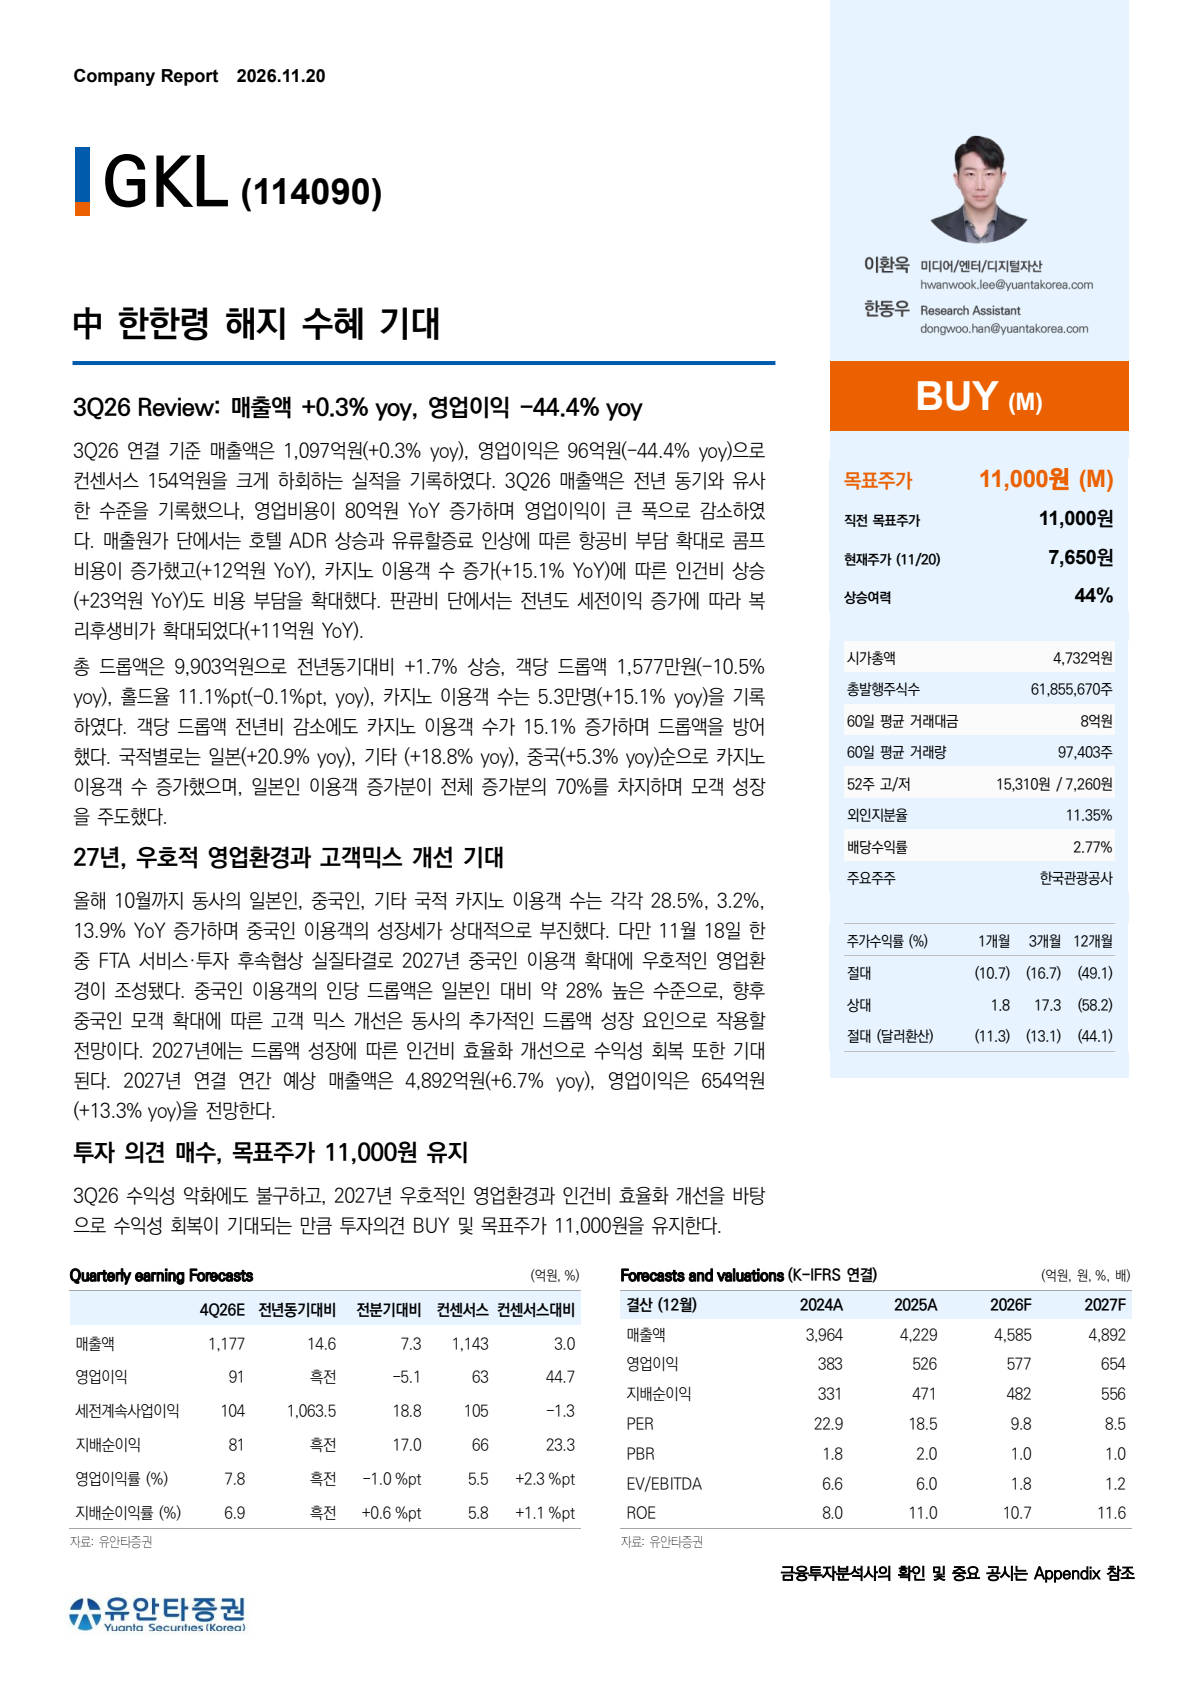 Company Report 2026.11.20
GKL (114090)
中 한한령 해지 수혜 기대
3Q26 Review: 매출액 +0.3% yoy, 영업이익 -44.4% yoy
3Q26 연결 기준 매출액은 1,097억원(+0.3% yoy), 영업이익은 96억원(-44.4% yoy)으로
컨센서스 154억원을 크게 하회하는 실적을 기록하였다. 3Q26 매출액은 전년 동기와 유사
한 수준을 기록했으나, 영업비용이 80억원 YoY 증가하며 영업이익이 큰 폭으로 감소하였
다. 매출원가 단에서는 호텔 ADR 상승과 유류할증료 인상에 따른 항공비 부담 확대로 콤프
비용이 증가했고(+12억원 YoY), 카지노 이용객 수 증가(+15.1% YoY)에 따른 인건비 상승
(+23억원 YoY)도 비용 부담을 확대했다. 판관비 단에서는 전년도 세전이익 증가에 따라 복
리후생비가 확대되었다(+11억원 YoY).
총 드롭액은 9,903억원으로 전년동기대비 +1.7% 상승, 객당 드롭액 1,577만원(-10.5%
yoy), 홀드율 11.1%pt(-0.1%pt, yoy), 카지노 이용객 수는 5.3만명(+15.1% yoy)을 기록
하였다. 객당 드롭액 전년비 감소에도 카지노 이용객 수가 15.1% 증가하며 드롭액을 방어
했다. 국적별로는 일본(+20.9% yoy), 기타 (+18.8% yoy), 중국(+5.3% yoy)순으로 카지노
이용객 수 증가했으며, 일본인 이용객 증가분이 전체 증가분의 70%를 차지하며 모객 성장
을 주도했다.
27년, 우호적 영업환경과 고객믹스 개선 기대
올해 10월까지 동사의 일본인, 중국인, 기타 국적 카지노 이용객 수는 각각 28.5%, 3.2%,
13.9% YoY 증가하며 중국인 이용객의 성장세가 상대적으로 부진했다. 다만 11월 18일 한
중 FTA 서비스·투자 후속협상 실질타결로 2027년 중국인 이용객 확대에 우호적인 영업환
경이 조성됐다. 중국인 이용객의 인당 드롭액은 일본인 대비 약 28% 높은 수준으로, 향후
중국인 모객 확대에 따른 고객 믹스 개선은 동사의 추가적인 드롭액 성장 요인으로 작용할
전망이다. 2027년에는 드롭액 성장에 따른 인건비 효율화 개선으로 수익성 회복 또한 기대
된다. 2027년 연결 연간 예상 매출액은 4,892억원(+6.7% yoy), 영업이익은 654억원
(+13.3% yoy)을 전망한다.
투자 의견 매수, 목표주가 11,000원 유지
3Q26 수익성 악화에도 불구하고, 2027년 우호적인 영업환경과 인건비 효율화 개선을 바탕
으로 수익성 회복이 기대되는 만큼 투자의견 BUY 및 목표주가 11,000원을 유지한다.
이환욱 미디어/엔터/디지털자산
hwanwook.lee@yuantakorea.com
한동우 Research Assistant
dongwoo.han@yuantakorea.com
BUY (M)
목표주가 11,000원 (M)
직전 목표주가 11,000원
현재주가 (11/20) 7,650원
상승여력 44%
시가총액 4,732억원
총발행주식수 61,855,670주
60일 평균 거래대금 8억원
60일 평균 거래량 97,403주
52주 고/저 15,310원 / 7,260원
외인지분율 11.35%
배당수익률 2.77%
주요주주 한국관광공사
주가수익률 (%) 1개월 3개월 12개월
절대 (10.7) (16.7) (49.1)
상대 1.8 17.3 (58.2)
절대 (달러환산) (11.3) (13.1) (44.1)
Quarterly earning Forecasts (억원, %)
4Q26E 전년동기대비 전분기대비 컨센서스 컨센서스대비
매출액 1,177 14.6 7.3 1,143 3.0
영업이익 91 흑전 -5.1 63 44.7
세전계속사업이익 104 1,063.5 18.8 105 -1.3
지배순이익 81 흑전 17.0 66 23.3
영업이익률 (%) 7.8 흑전 -1.0 %pt 5.5 +2.3 %pt
지배순이익률 (%) 6.9 흑전 +0.6 %pt 5.8 +1.1 %pt
자료: 유안타증권
Forecasts and valuations (K-IFRS 연결) (억원, 원, %, 배)
결산 (12월) 2024A 2025A 2026F 2027F
매출액 3,964 4,229 4,585 4,892
영업이익 383 526 577 654
지배순이익 331 471 482 556
PER 22.9 18.5 9.8 8.5
PBR 1.8 2.0 1.0 1.0
EV/EBITDA 6.6 6.0 1.8 1.2
ROE 8.0 11.0 10.7 11.6
자료: 유안타증권
금융투자분석사의 확인 및 중요 공시는 Appendix 참조
유안타증권
Yuanta Securities (Korea)